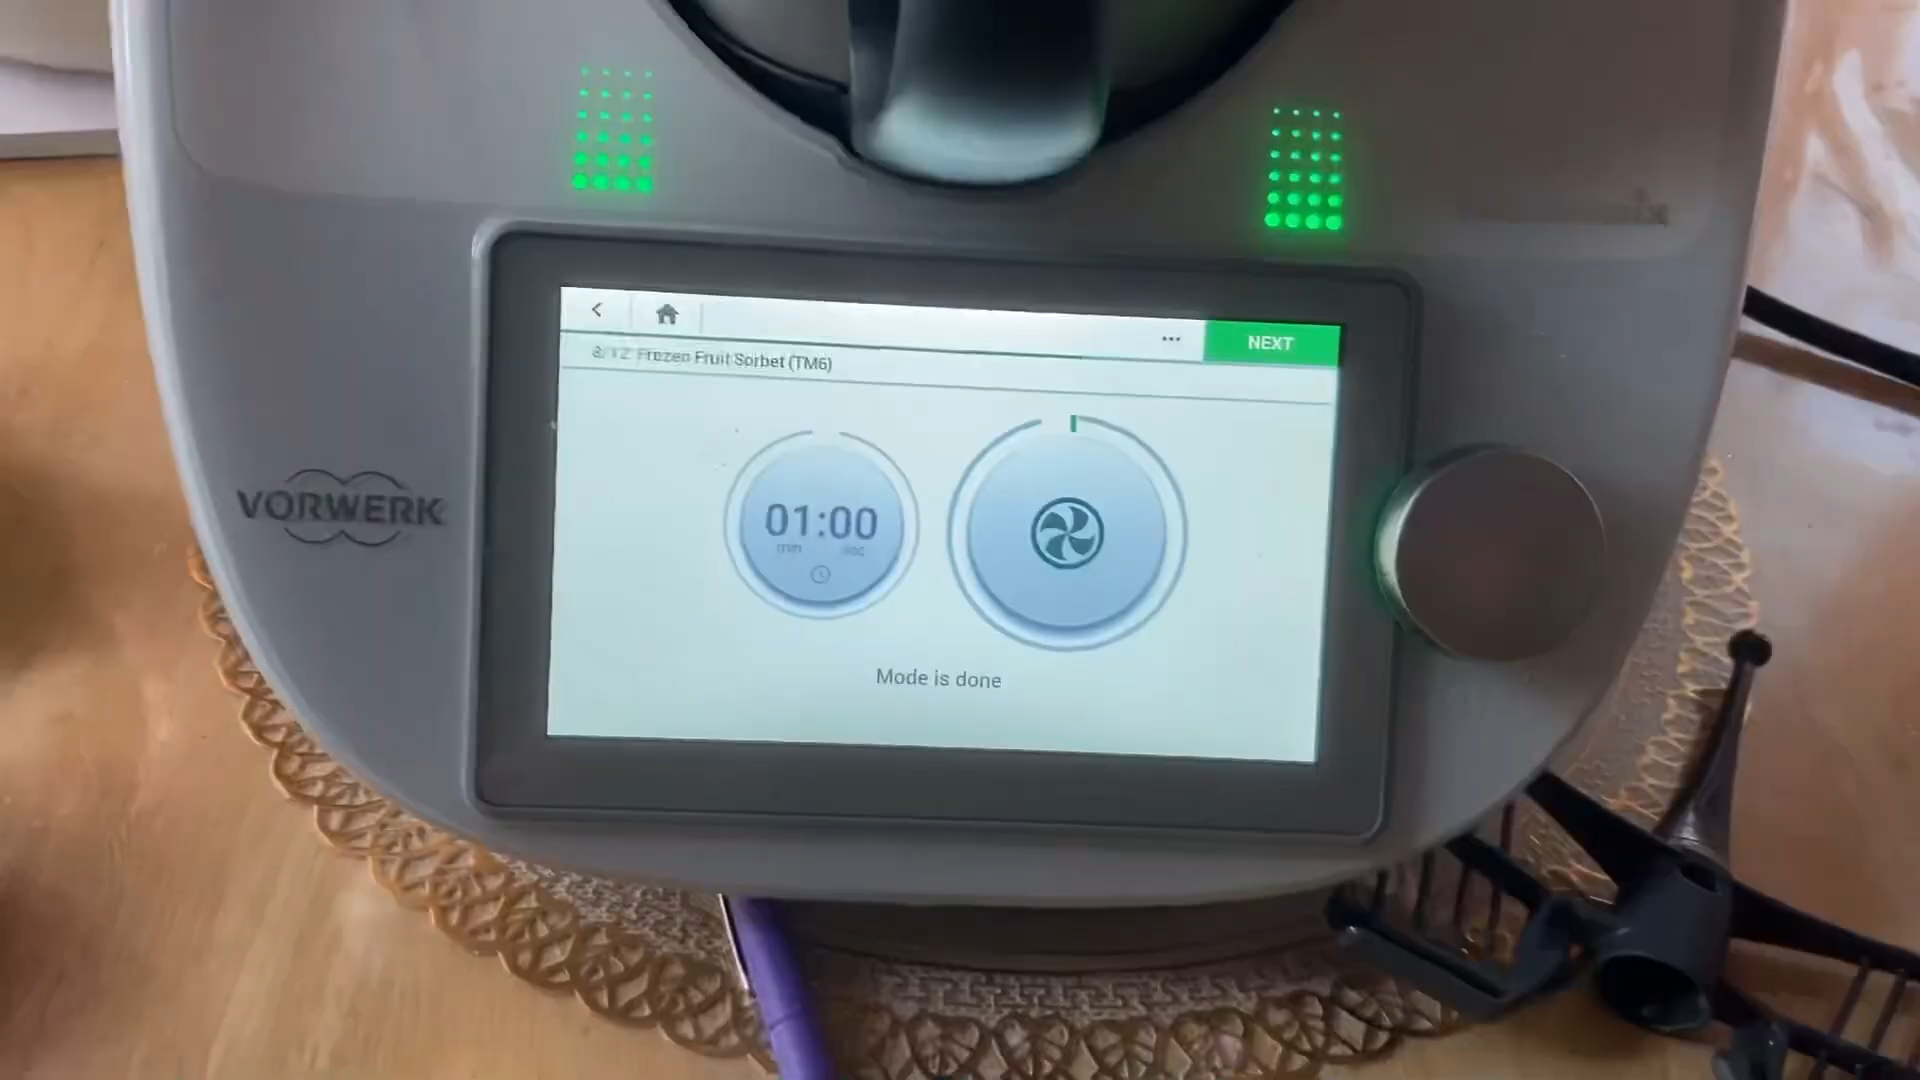 NEXT
8/12 Frozen Fruit Sorbet (TM6)
01:00
min sec
VORWERK
Mode is done